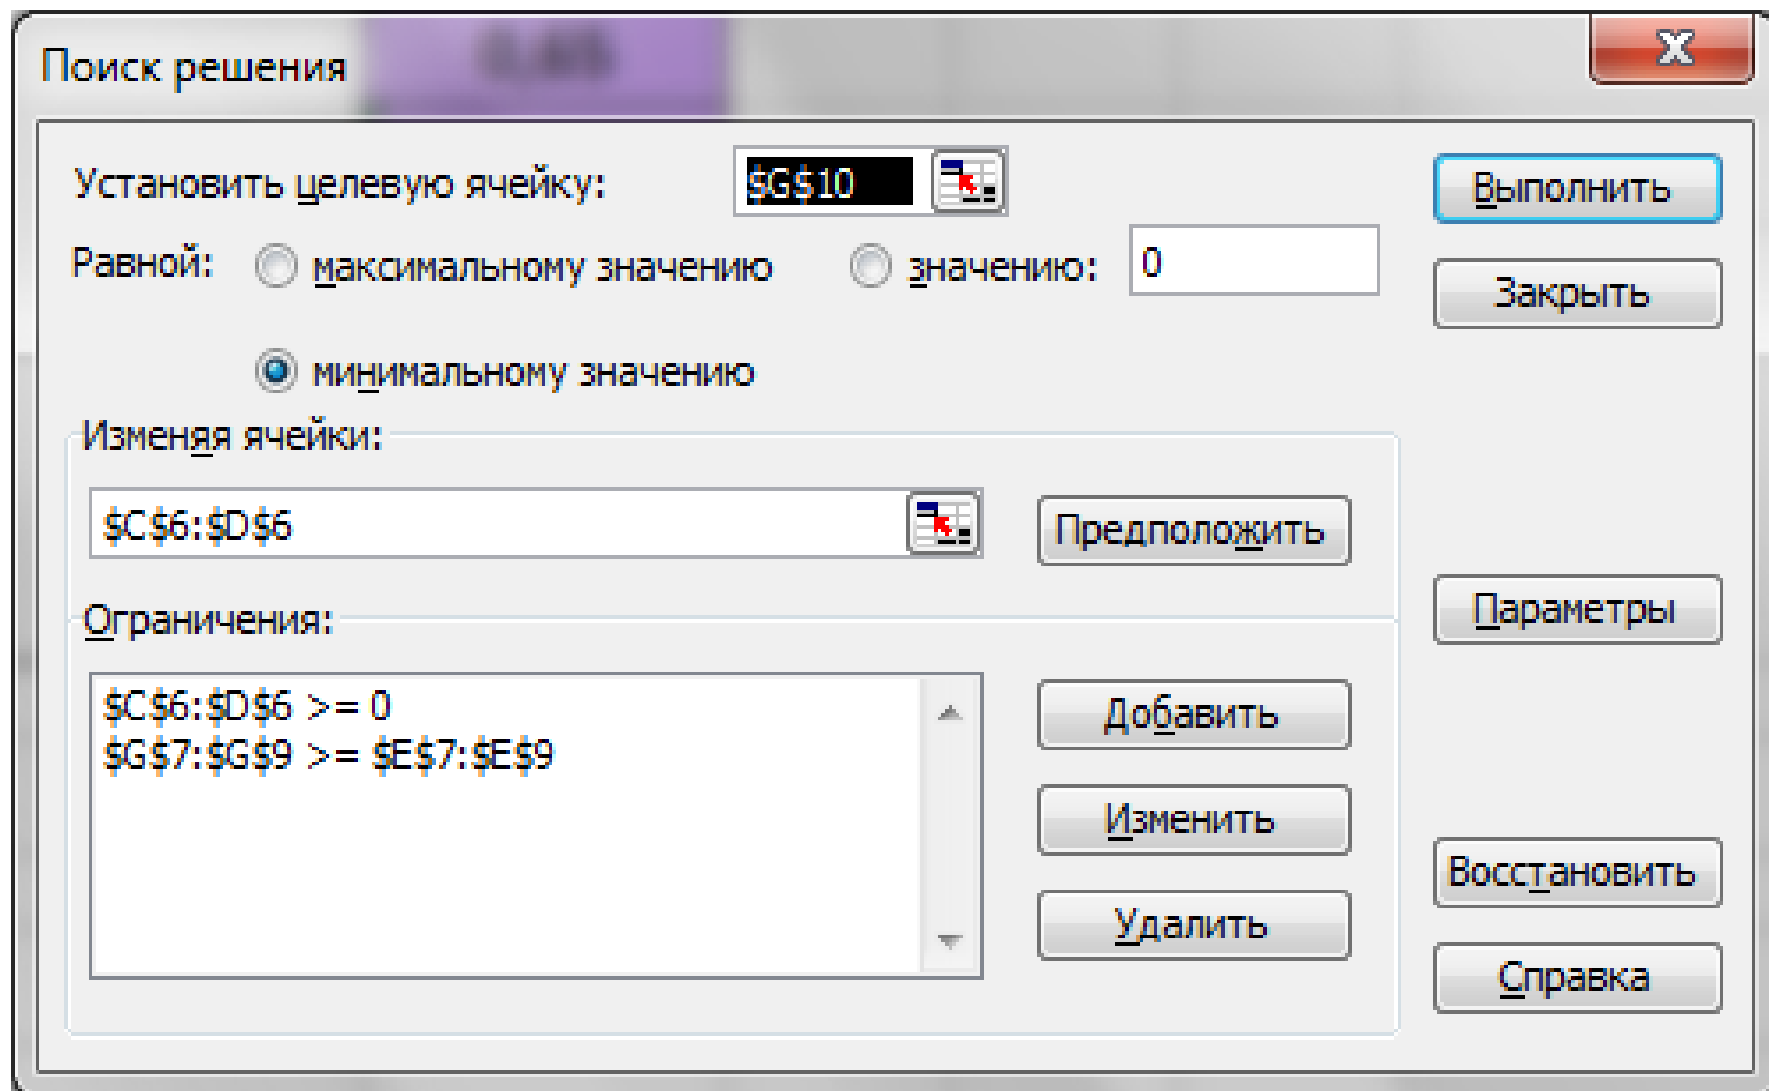 Поиск решения
Установить целевую ячейку: $G$10
Выполнить
Равной: максимальному значению значению: 0
Закрыть
минимальному значению
Изменяя ячейки:
$C$6:$D$6
Предположить
Параметры
Ограничения:
$C$6:$D$6 >= 0
$G$7:$G$9 >= $E$7:$E$9
Добавить
Изменить
Удалить
Восстановить
Справка